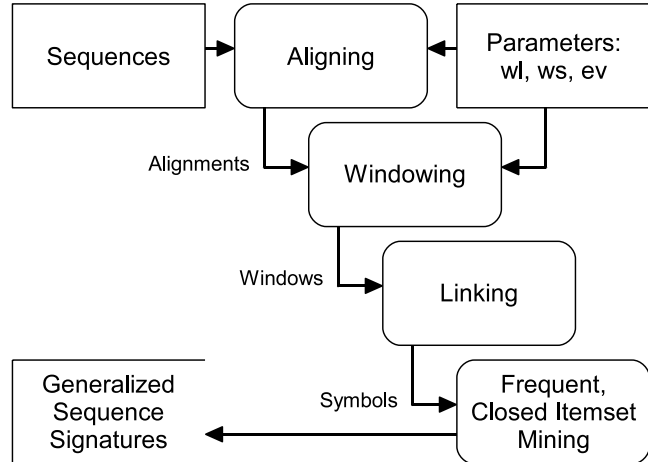 Sequences
Aligning
Parameters:
wl, ws, ev
Alignments
Windowing
Windows
Linking
Generalized
Sequence
Signatures
Symbols
Frequent,
Closed Itemset
Mining